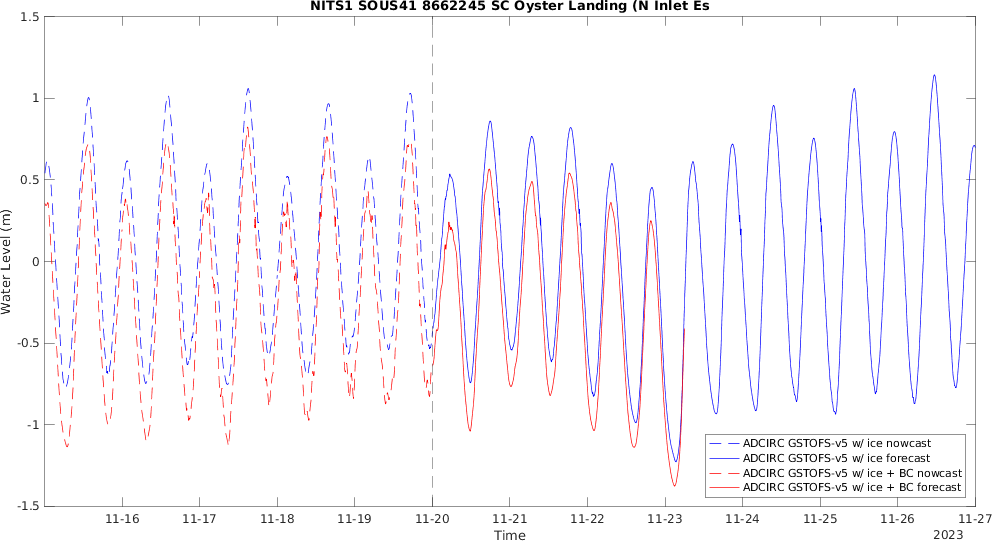 NITS1 SOUS41 8662245 SC Oyster Landing (N Inlet Es
Water Level (m)
1.5
1
0.5
0
-0.5
-1
-1.5
ADCIRC GSTOFS-v5 w/ ice nowcast
ADCIRC GSTOFS-v5 w/ ice forecast
ADCIRC GSTOFS-v5 w/ ice + BC nowcast
ADCIRC GSTOFS-v5 w/ ice + BC forecast
11-16 11-17 11-18 11-19 11-20 11-21 11-22 11-23 11-24 11-25 11-26 11-27
Time
2023